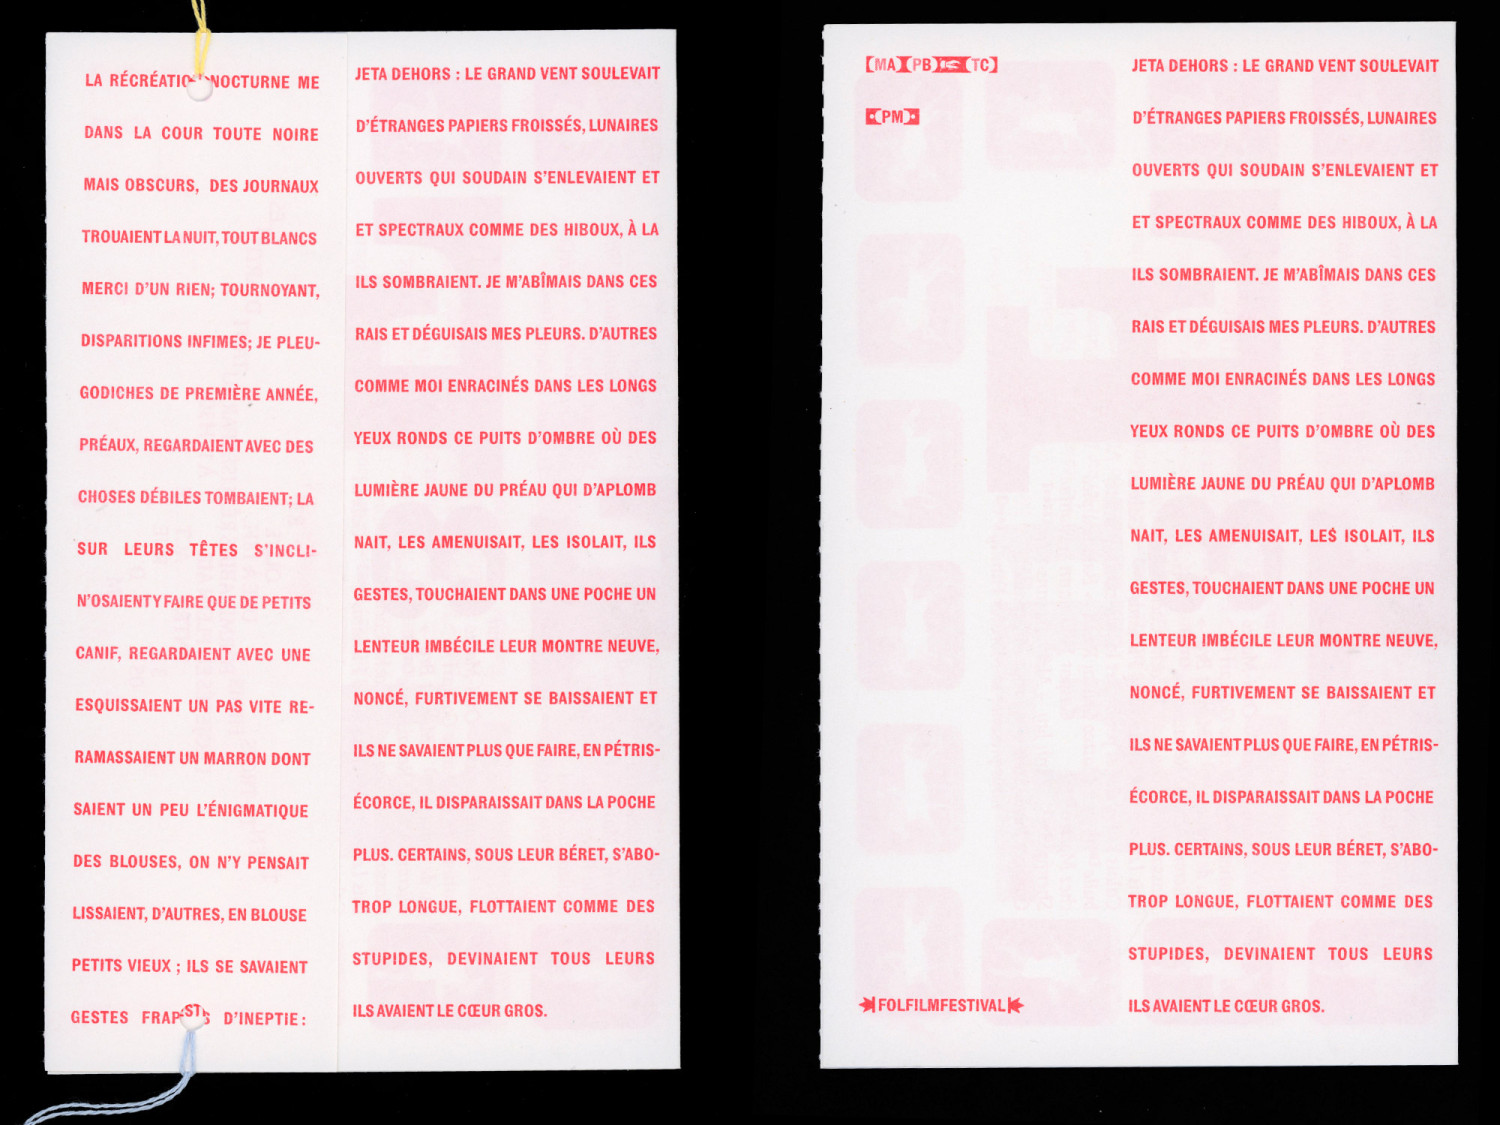 LA RÉCRÉATION NOCTURNE ME JETA DEHORS : LE GRAND VENT SOULEVAIT
DANS LA COUR TOUTE NOIRE D'ÉTRANGES PAPIERS FROISSÉS, LUNAIRES
MAIS OBSCURS, DES JOURNAUX OUVERTS QUI SOUDAIN S'ENLEVAIENT ET
TROUAIENT LA NUIT, TOUT BLANCS ET SPECTRAUX COMME DES HIBOUX, À LA
MERCI D'UN RIEN; TOURNOYANT, ILS SOMBRAIENT. JE M'ABÎMAIS DANS CES
DISPARITIONS INFIMES; JE PLEU- RAIS ET DÉGUISAIS MES PLEURS. D'AUTRES
GODICHES DE PREMIÈRE ANNÉE, COMME MOI ENRACINÉS DANS LES LONGS
PRÉAUX, REGARDAIENT AVEC DES YEUX RONDS CE PUITS D'OMBRE OÙ DES
CHOSES DÉBILES TOMBAIENT; LA LUMIÈRE JAUNE DU PRÉAU QUI D'APLOMB
SUR LEURS TÊTES S'INCLI- NAIT, LES AMENUISAIT, LES ISOLAIT, ILS
N'OSAIENT Y FAIRE QUE DE PETITS GESTES, TOUCHAIENT DANS UNE POCHE UN
CANIF, REGARDAIENT AVEC UNE LENTEUR IMBÉCILE LEUR MONTRE NEUVE,
ESQUISSAIENT UN PAS VITE RE- NONCÉ, FURTIVEMENT SE BAISSAIENT ET
RAMASSAIENT UN MARRON DONT ILS NE SAVAIENT PLUS QUE FAIRE, EN PÉTRIS-
SAIENT UN PEU L'ÉNIGMATIQUE ÉCORCE, IL DISPARAISSAIT DANS LA POCHE
DES BLOUSES, ON N'Y PENSAIT PLUS. CERTAINS, SOUS LEUR BÉRET, S'ABO-
LISSAIENT, D'AUTRES, EN BLOUSE TROP LONGUE, FLOTTAIENT COMME DES
PETITS VIEUX ; ILS SE SAVAIENT STUPIDES, DEVINAIENT TOUS LEURS
GESTES D'INEPTIE : ILS AVAIENT LE CŒUR GROS.
[MA][PB][TC]
[PM]
FOLFILMFESTIVAL
JETA DEHORS : LE GRAND VENT SOULEVAIT
D'ÉTRANGES PAPIERS FROISSÉS, LUNAIRES
OUVERTS QUI SOUDAIN S'ENLEVAIENT ET
ET SPECTRAUX COMME DES HIBOUX, À LA
ILS SOMBRAIENT. JE M'ABÎMAIS DANS CES
RAIS ET DÉGUISAIS MES PLEURS. D'AUTRES
COMME MOI ENRACINÉS DANS LES LONGS
YEUX RONDS CE PUITS D'OMBRE OÙ DES
LUMIÈRE JAUNE DU PRÉAU QUI D'APLOMB
NAIT, LES AMENUISAIT, LES ISOLAIT, ILS
GESTES, TOUCHAIENT DANS UNE POCHE UN
LENTEUR IMBÉCILE LEUR MONTRE NEUVE,
NONCÉ, FURTIVEMENT SE BAISSAIENT ET
ILS NE SAVAIENT PLUS QUE FAIRE, EN PÉTRIS-
ÉCORCE, IL DISPARAISSAIT DANS LA POCHE
PLUS. CERTAINS, SOUS LEUR BÉRET, S'ABO-
TROP LONGUE, FLOTTAIENT COMME DES
STUPIDES, DEVINAIENT TOUS LEURS
ILS AVAIENT LE CŒUR GROS.